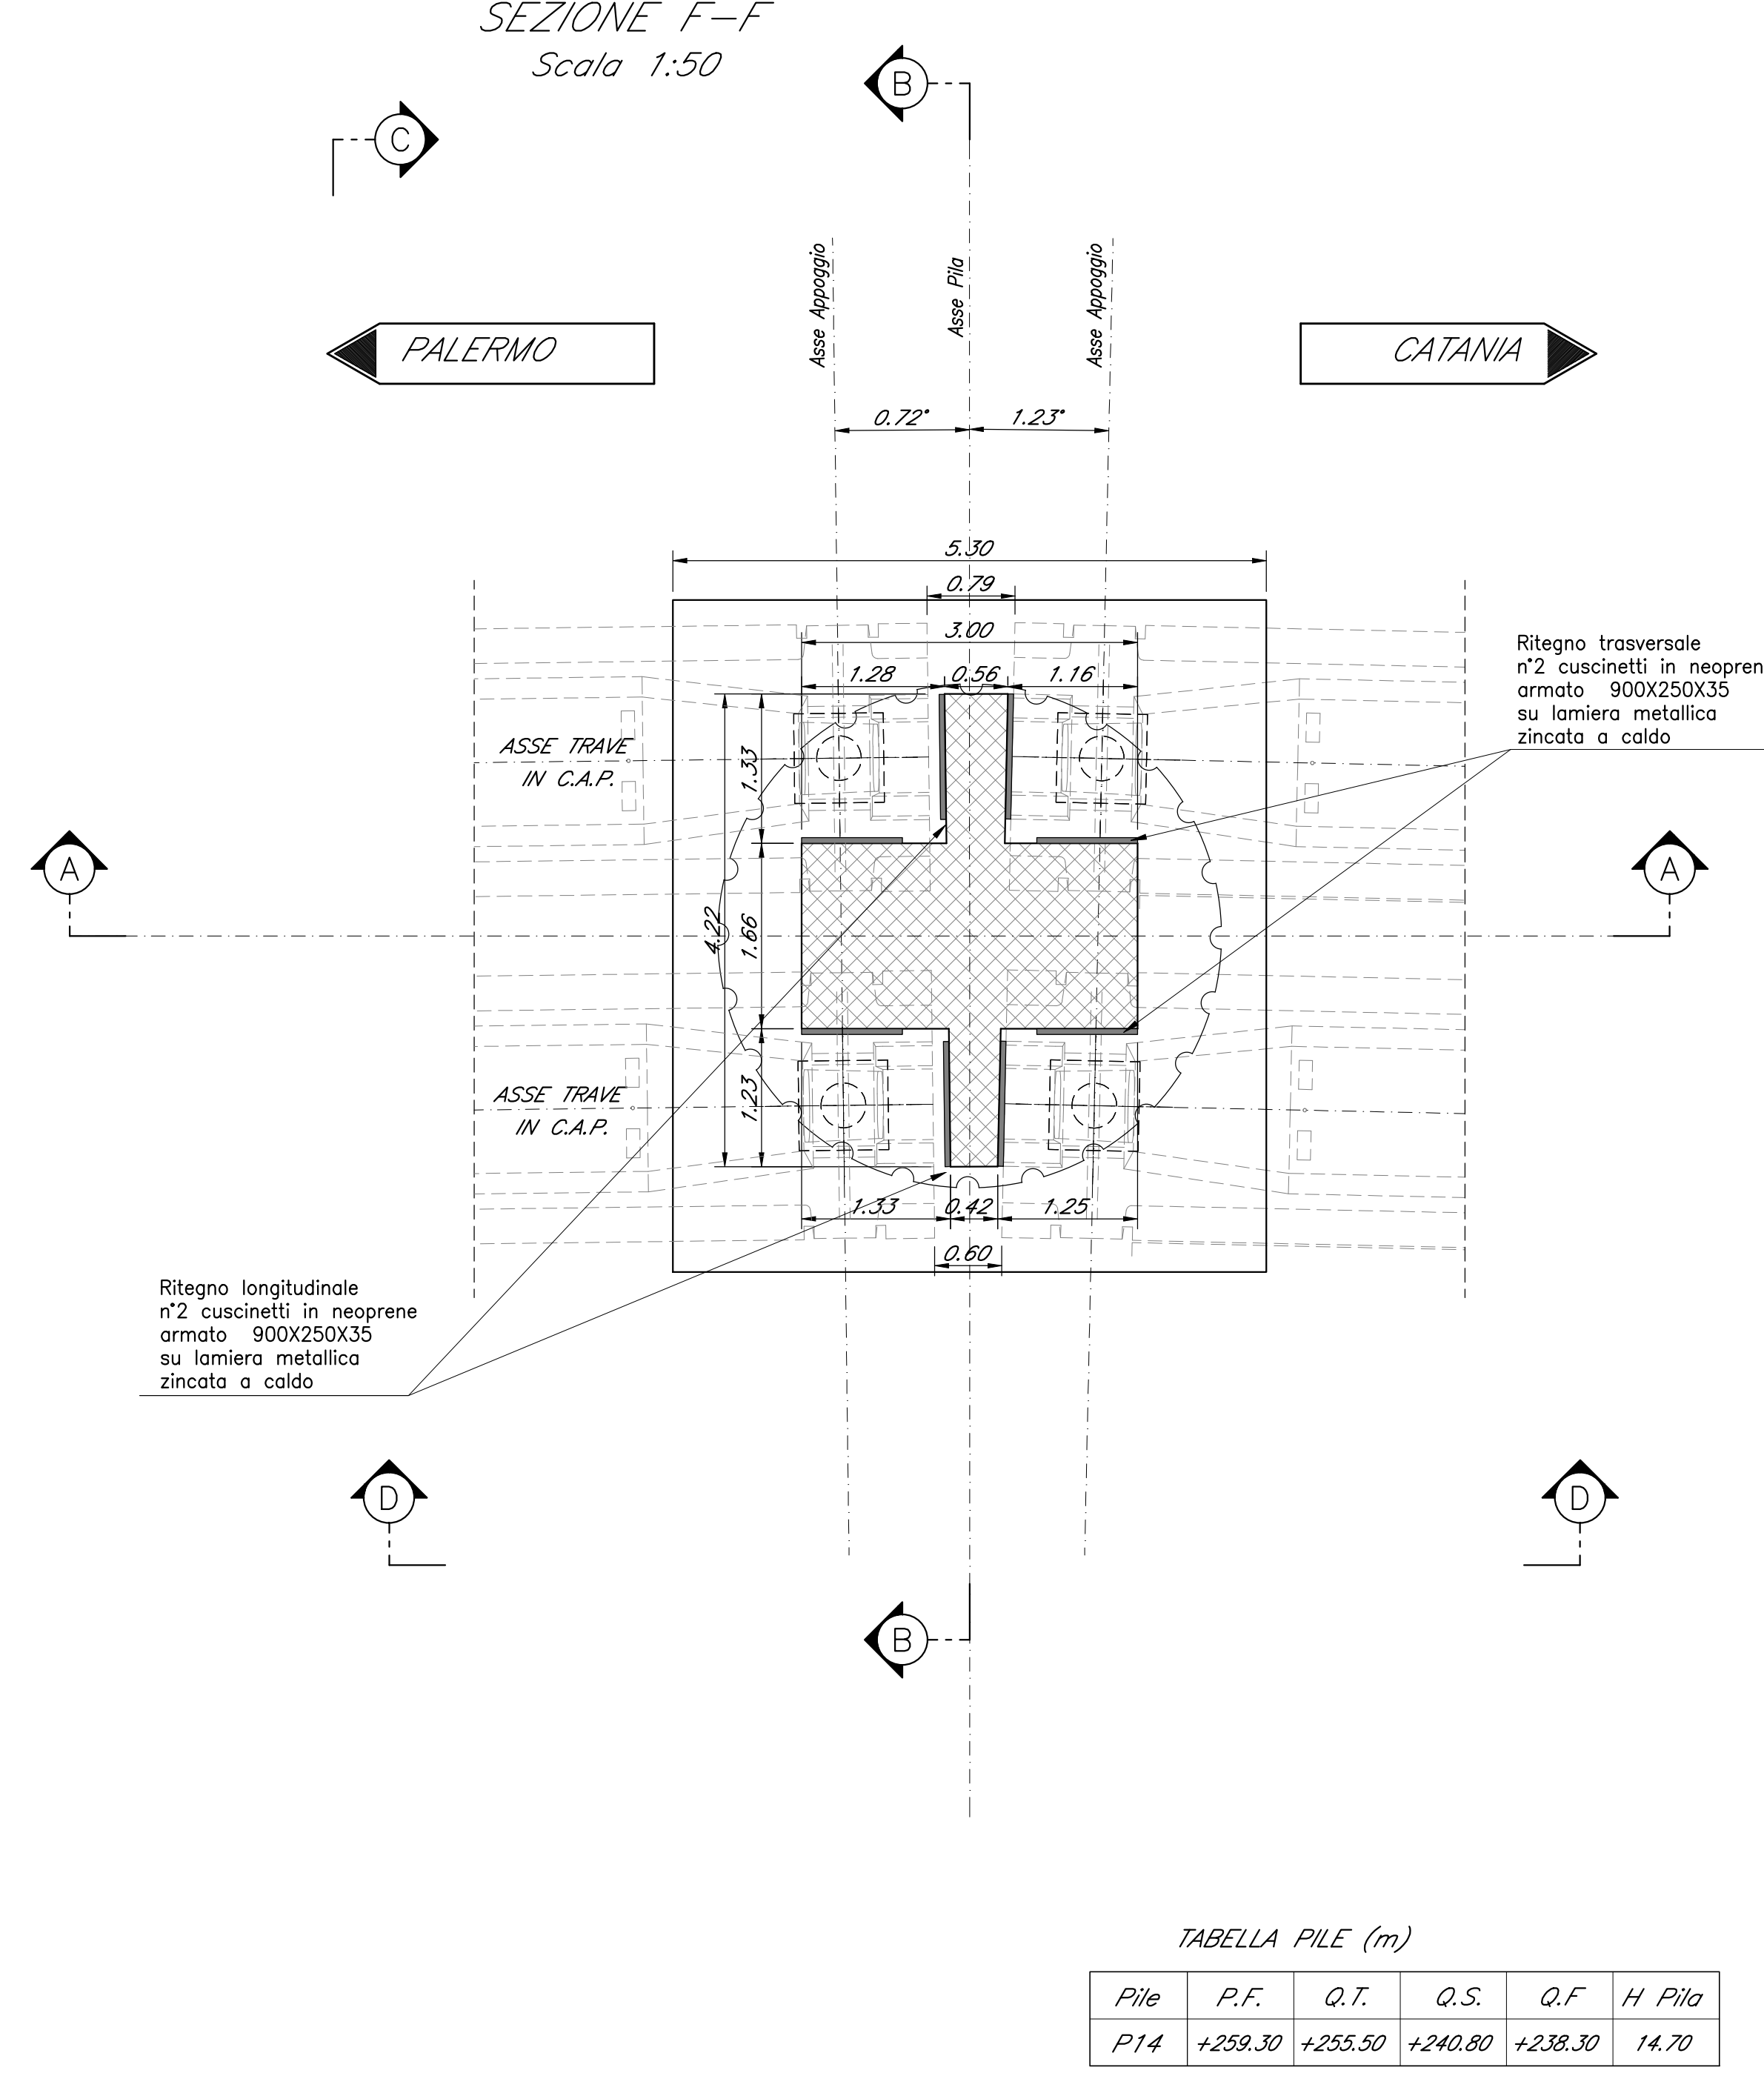 SEZIONE F-F
Scala 1:50
B
C
Asse Appoggio
Asse Pila
Asse Appoggio
PALERMO
CATANIA
0.72°
1.23°
5.30
0.79
3.00
1.28
0.56
1.16
Ritegno trasversale
n°2 cuscinetti in neopren
armato 900X250X35
su lamiera metallica
zincata a caldo
ASSE TRAVE
IN C.A.P.
1.33
A
A
4.22
1.66
ASSE TRAVE
IN C.A.P.
1.23
1.33
0.42
1.25
0.60
Ritegno longitudinale
n°2 cuscinetti in neoprene
armato 900X250X35
su lamiera metallica
zincata a caldo
D
D
B
TABELLA PILE (m)
Pile P.F. Q.T. Q.S. Q.F H Pila
P14 +259.30 +255.50 +240.80 +238.30 14.70